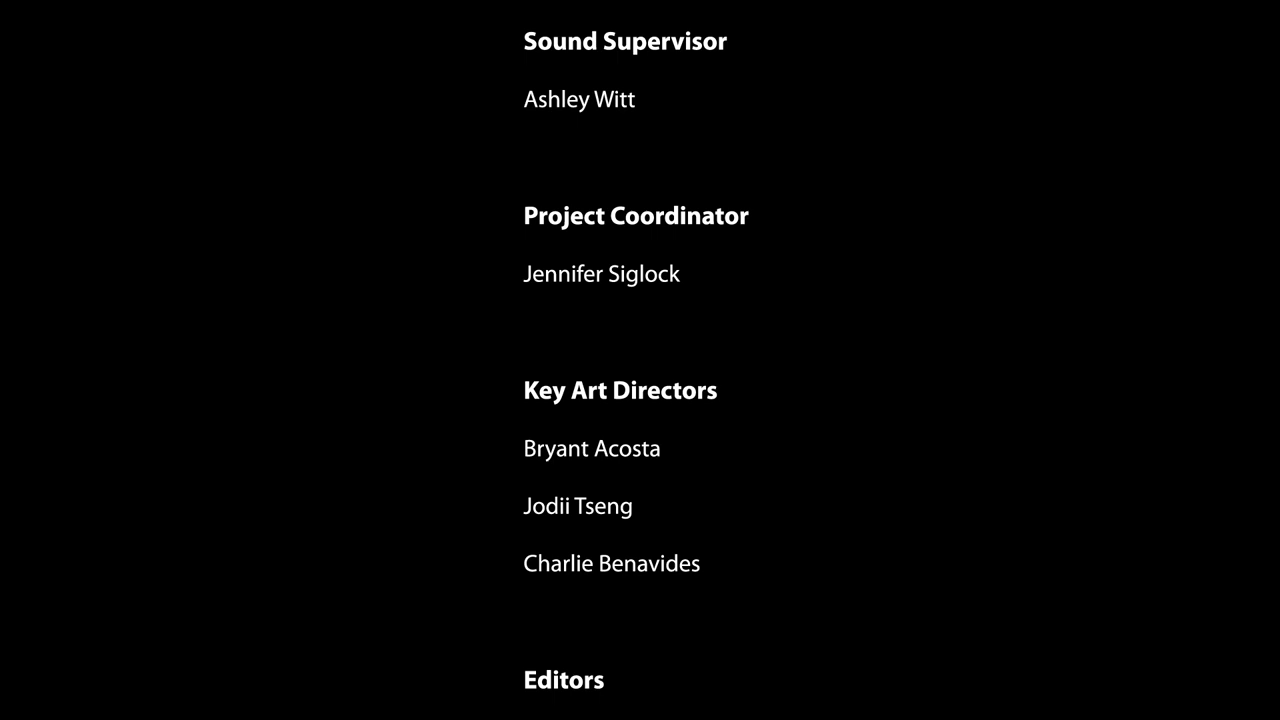 Sound Supervisor
Ashley Witt
Project Coordinator
Jennifer Siglock
Key Art Directors
Bryant Acosta
Jodii Tseng
Charlie Benavides
Editors